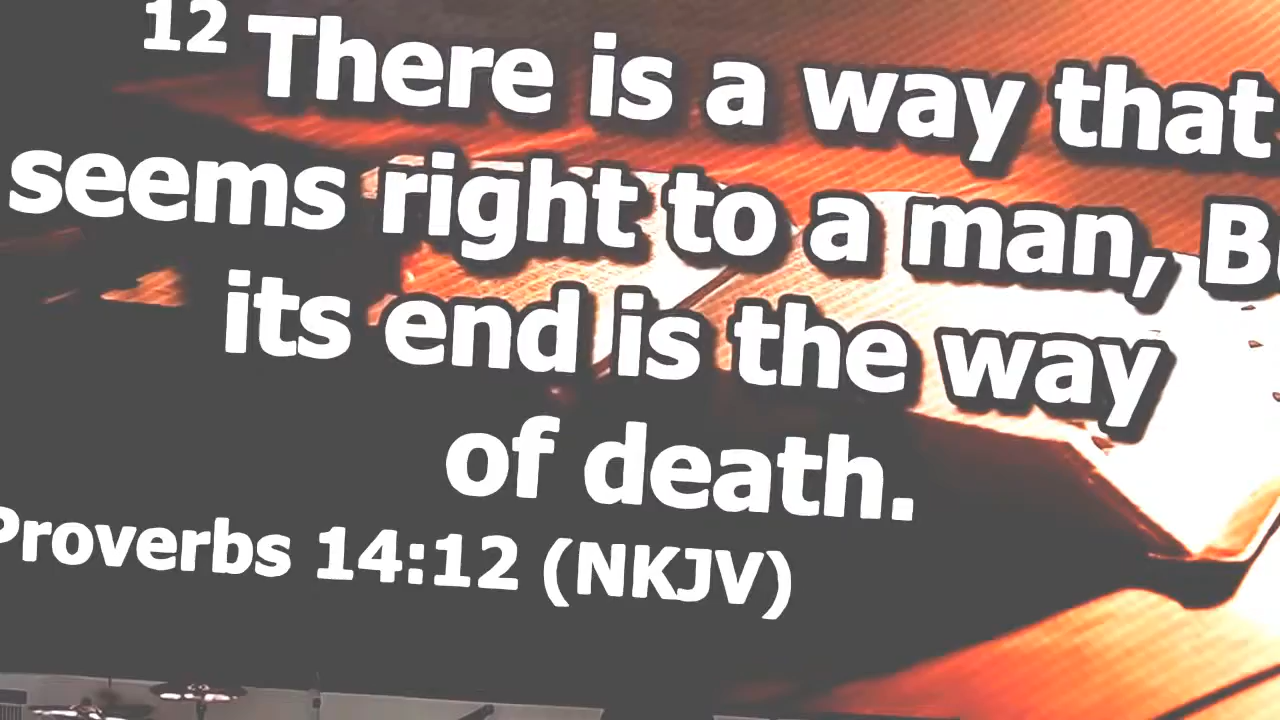 12 There is a way that
seems right to a man, B
its end is the way
of death.
Proverbs 14:12 (NKJV)